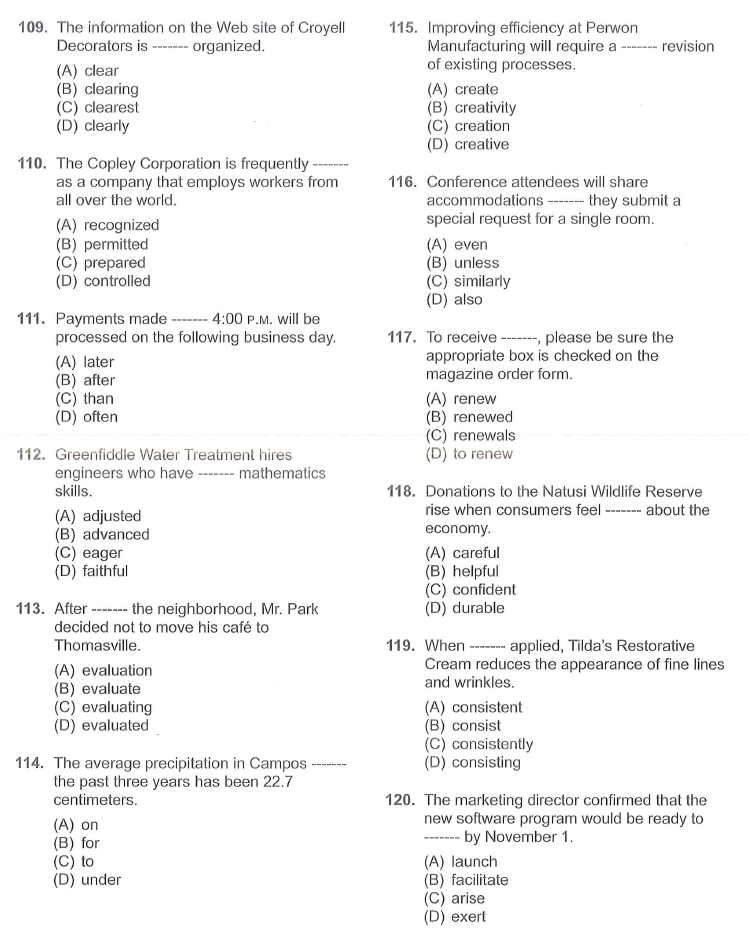 109. The information on the Web site of Croyell
Decorators is ------- organized.
(A) clear
(B) clearing
(C) clearest
(D) clearly
110. The Copley Corporation is frequently -------
as a company that employs workers from
all over the world.
(A) recognized
(B) permitted
(C) prepared
(D) controlled
111. Payments made ------- 4:00 P.M. will be
processed on the following business day.
(A) later
(B) after
(C) than
(D) often
112. Greenfiddle Water Treatment hires
engineers who have ------- mathematics
skills.
(A) adjusted
(B) advanced
(C) eager
(D) faithful
113. After ------- the neighborhood, Mr. Park
decided not to move his café to
Thomasville.
(A) evaluation
(B) evaluate
(C) evaluating
(D) evaluated
114. The average precipitation in Campos -------
the past three years has been 22.7
centimeters.
(A) on
(B) for
(C) to
(D) under
115. Improving efficiency at Perwon
Manufacturing will require a ------- revision
of existing processes.
(A) create
(B) creativity
(C) creation
(D) creative
116. Conference attendees will share
accommodations ------- they submit a
special request for a single room.
(A) even
(B) unless
(C) similarly
(D) also
117. To receive -------, please be sure the
appropriate box is checked on the
magazine order form.
(A) renew
(B) renewed
(C) renewals
(D) to renew
118. Donations to the Natusi Wildlife Reserve
rise when consumers feel ------- about the
economy.
(A) careful
(B) helpful
(C) confident
(D) durable
119. When ------- applied, Tilda's Restorative
Cream reduces the appearance of fine lines
and wrinkles.
(A) consistent
(B) consist
(C) consistently
(D) consisting
120. The marketing director confirmed that the
new software program would be ready to
------- by November 1.
(A) launch
(B) facilitate
(C) arise
(D) exert